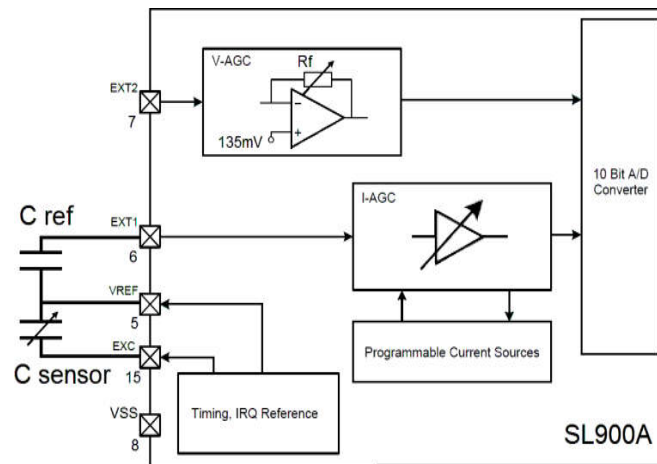 V-AGC
Rf
EXT2
7
135mV
10 Bit A/D
Converter
I-AGC
C ref
EXT1
6
VREF
5
EXC
15
C sensor
Programmable Current Sources
Timing, IRQ Reference
VSS
8
SL900A